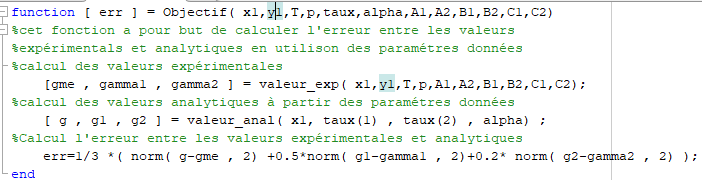 function [ err ] = Objectif( x1,y1,T,p,taux,alpha,A1,A2,B1,B2,C1,C2)
%cet fonction a pour but de calculer l'erreur entre les valeurs
%expérimentals et analytiques en utilison des paramétres données
%calcul des valeurs expérimentales
[gme , gamma1 , gamma2 ] = valeur_exp( x1,y1,T,p,A1,A2,B1,B2,C1,C2);
%calcul des valeurs analytiques à partir des paramétres données
[ g , g1 , g2 ] = valeur_anal( x1, taux(1) , taux(2) , alpha) ;
%Calcul l'erreur entre les valeurs expérimentales et analytiques
err=1/3 *( norm( g-gme , 2) +0.5*norm( g1-gamma1 , 2)+0.2* norm( g2-gamma2 , 2) );
end